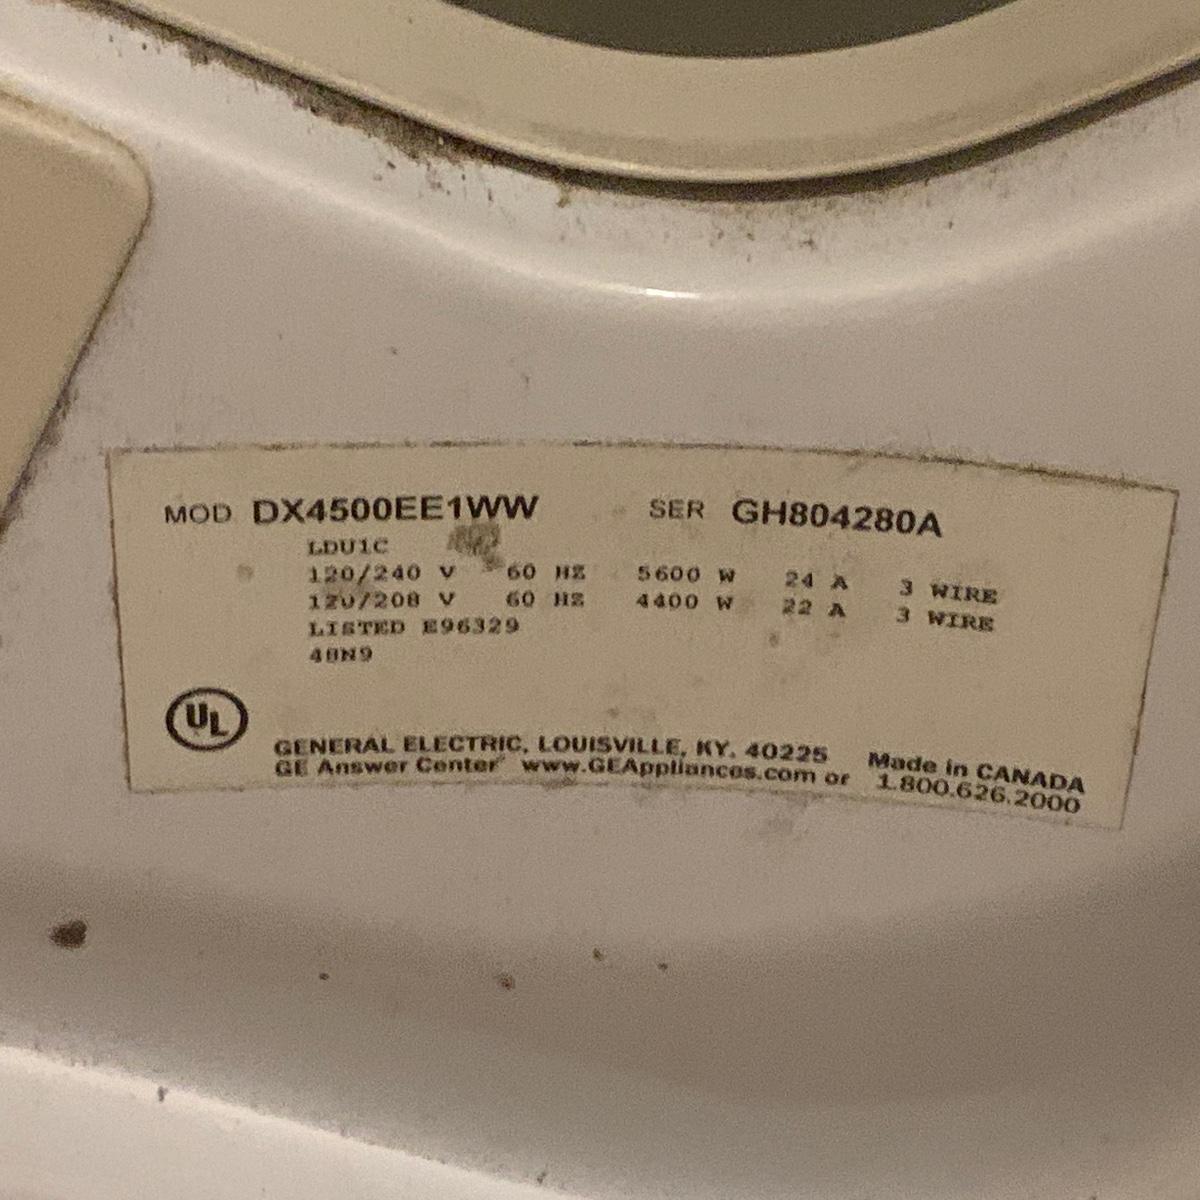 MOD DX4500EE1WW SER GH804280A
LDU1C
120/240 V 60 HZ 5600 W 24 A 3 WIRE
120/208 V 60 HZ 4400 W 22 A 3 WIRE
LISTED E96329
48N9
UL
GENERAL ELECTRIC, LOUISVILLE, KY. 40225 Made in CANADA
GE Answer Center® www.GEAppliances.com or 1.800.626.2000